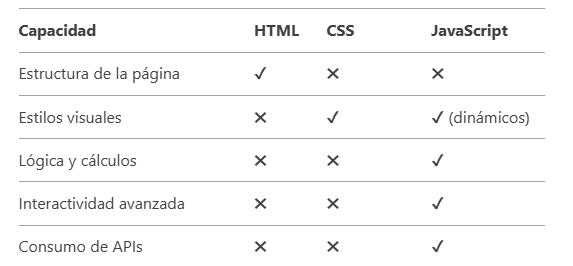 Capacidad HTML CSS JavaScript
Estructura de la página ✓ ✕ ✕
Estilos visuales ✕ ✓ ✓ (dinámicos)
Lógica y cálculos ✕ ✕ ✓
Interactividad avanzada ✕ ✕ ✓
Consumo de APIs ✕ ✕ ✓